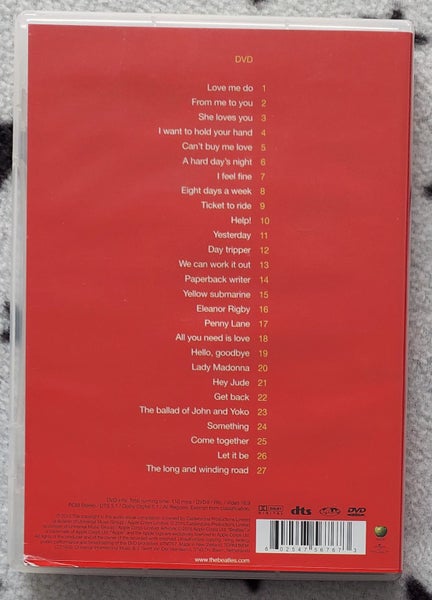 DVD
Love me do 1
From me to you 2
She loves you 3
I want to hold your hand 4
Can't buy me love 5
A hard day's night 6
I feel fine 7
Eight days a week 8
Ticket to ride 9
Help! 10
Yesterday 11
Day tripper 12
We can work it out 13
Paperback writer 14
Yellow submarine 15
Eleanor Rigby 16
Penny Lane 17
All you need is love 18
Hello, goodbye 19
Lady Madonna 20
Hey Jude 21
Get back 22
The ballad of John and Yoko 23
Something 24
Come together 25
Let it be 26
The long and winding road 27
dts
DVD
6 025475 67673
www.thebeatles.com